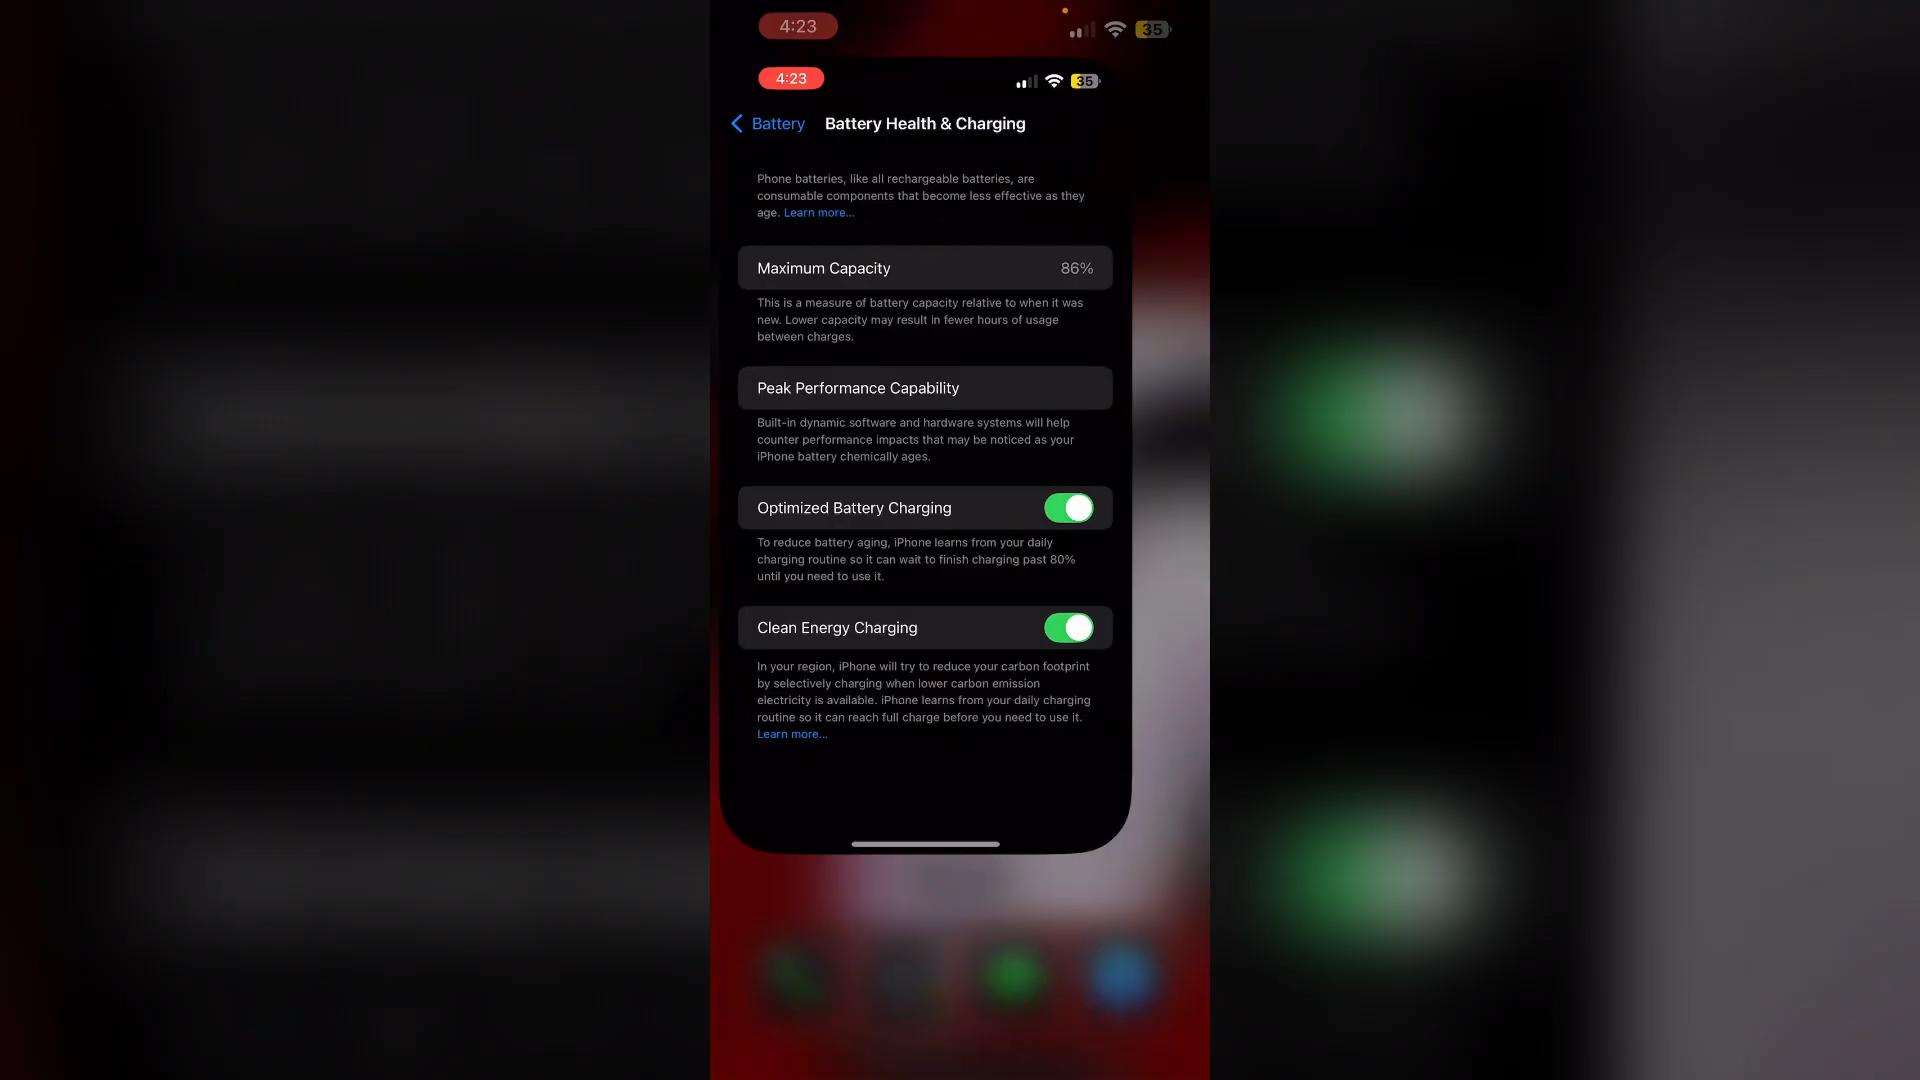 4:23
35
4:23
35
Battery
Battery Health & Charging
Phone batteries, like all rechargeable batteries, are
consumable components that become less effective as they
age. Learn more...
Maximum Capacity
86%
This is a measure of battery capacity relative to when it was
new. Lower capacity may result in fewer hours of usage
between charges.
Peak Performance Capability
Built-in dynamic software and hardware systems will help
counter performance impacts that may be noticed as your
iPhone battery chemically ages.
Optimized Battery Charging
To reduce battery aging, iPhone learns from your daily
charging routine so it can wait to finish charging past 80%
until you need to use it.
Clean Energy Charging
In your region, iPhone will try to reduce your carbon footprint
by selectively charging when lower carbon emission
electricity is available. iPhone learns from your daily charging
routine so it can reach full charge before you need to use it.
Learn more...